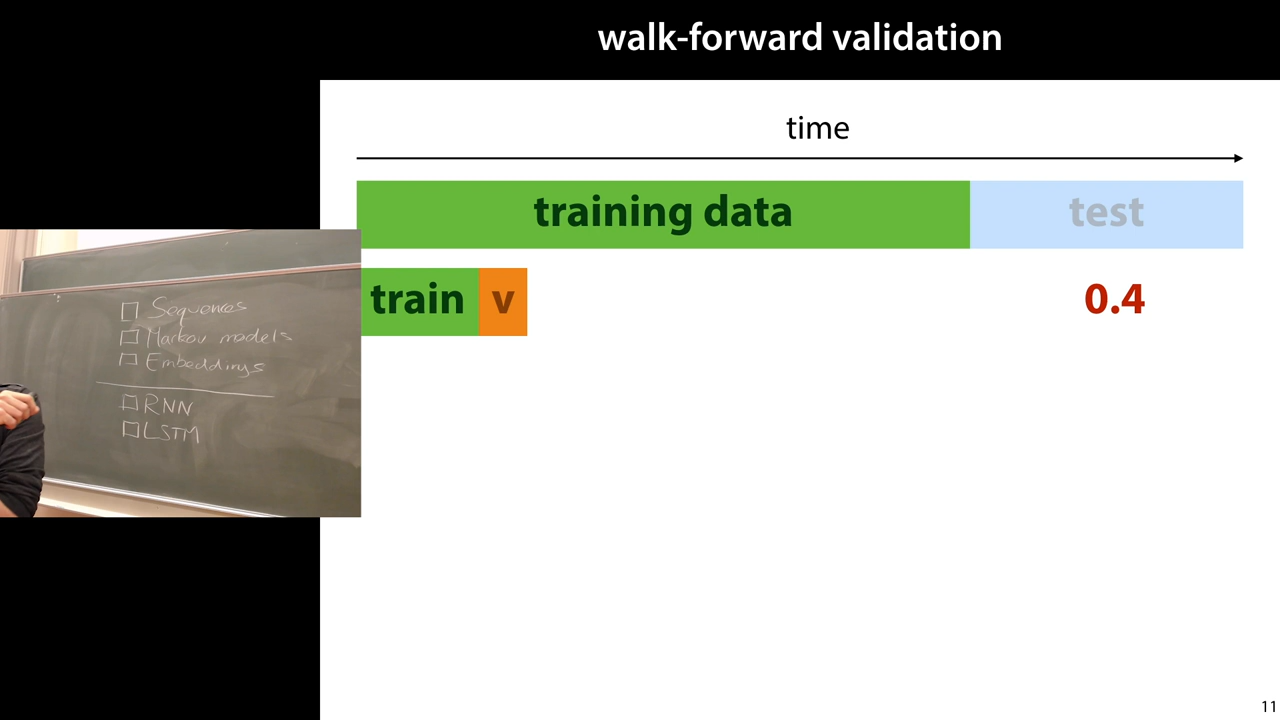 walk-forward validation
time
training data
test
train
v
0.4
Sequences
Markov models
Embeddings
RNN
LSTM
11